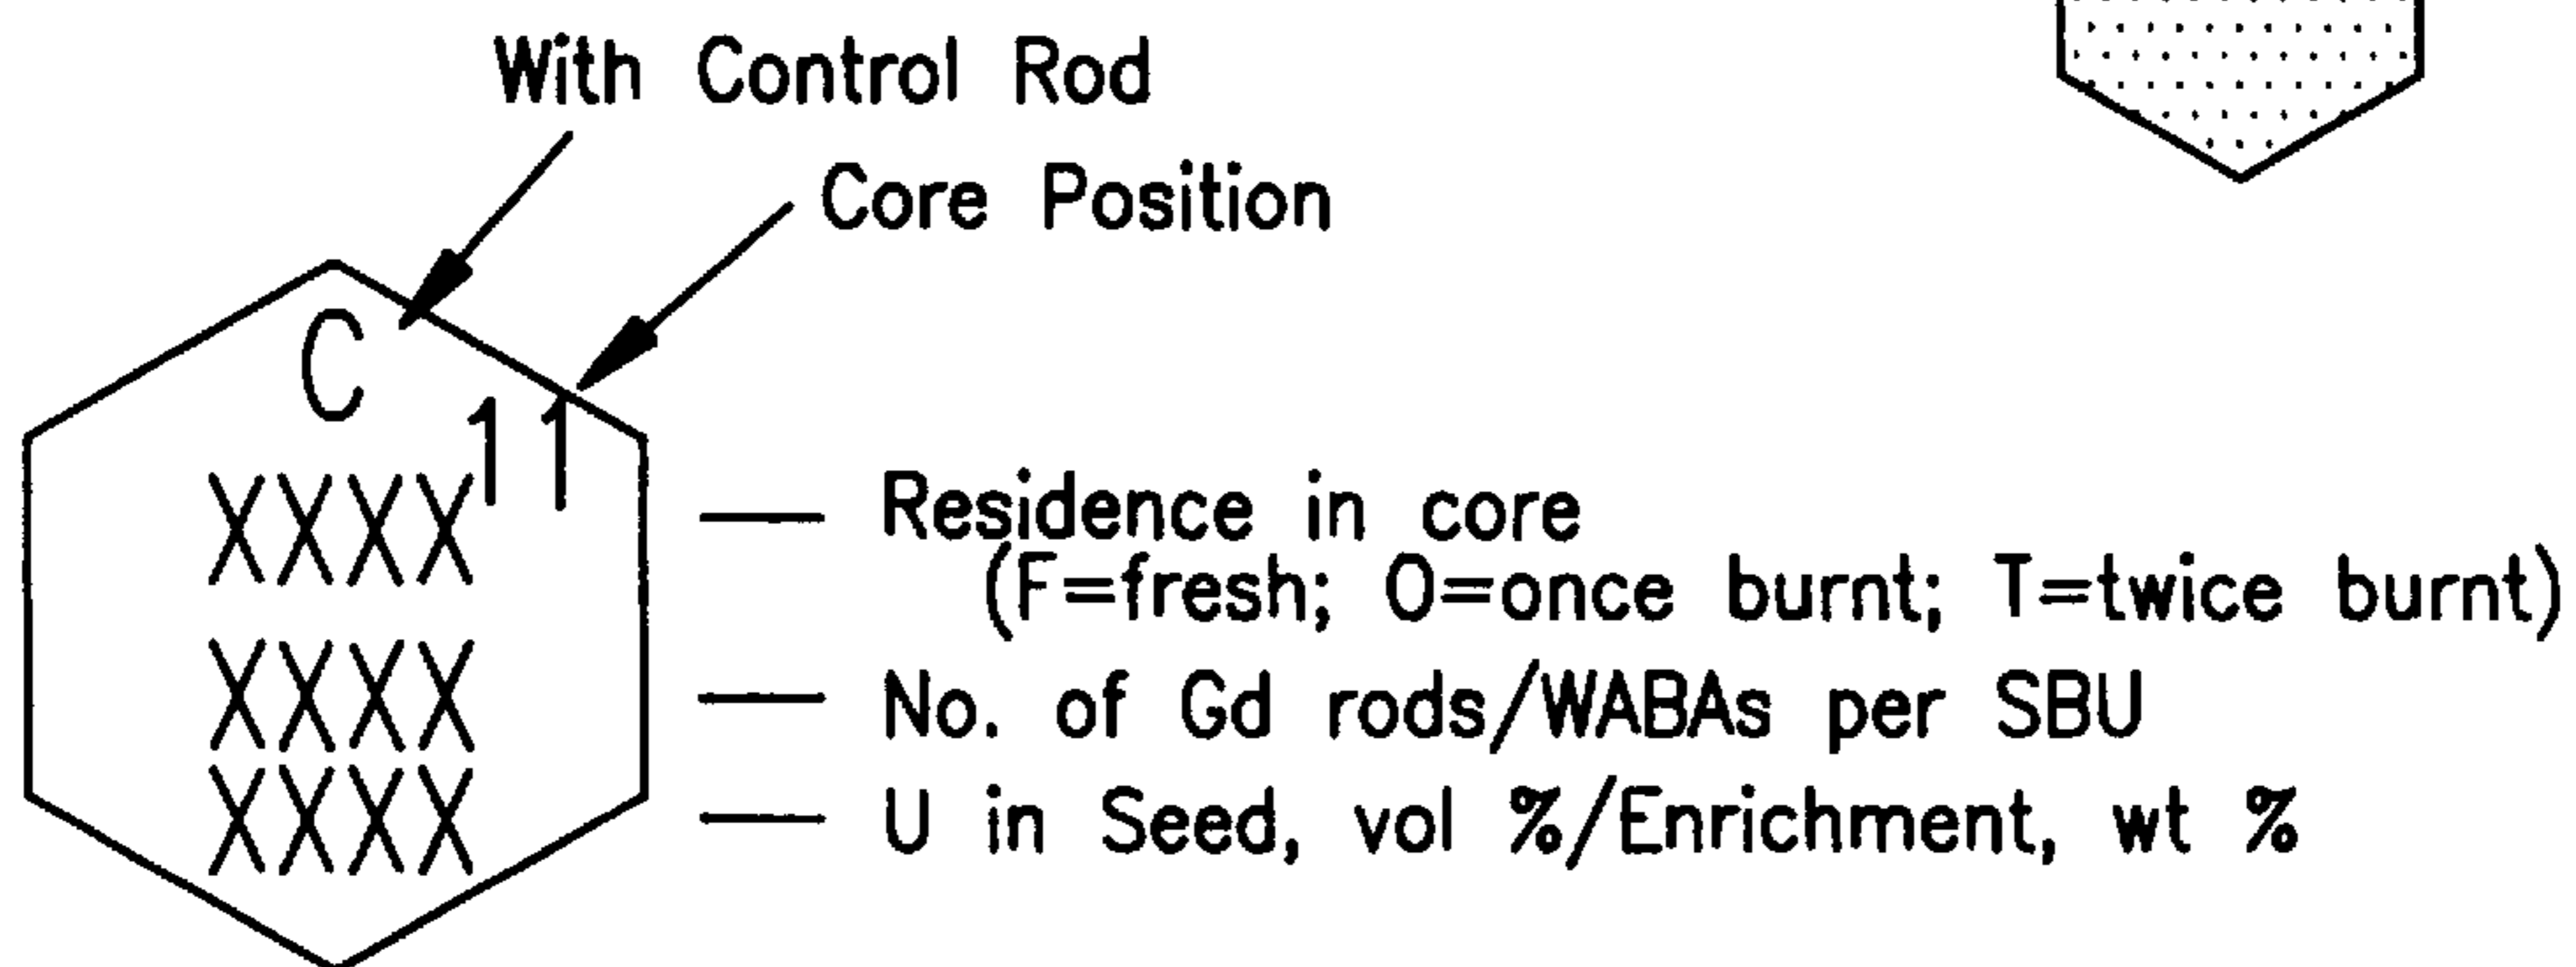 With Control Rod
Core Position
C
11
XXXX
Residence in core
(F=fresh; O=once burnt; T=twice burnt)
XXXX
No. of Gd rods/WABAs per SBU
XXXX
U in Seed, vol %/Enrichment, wt %